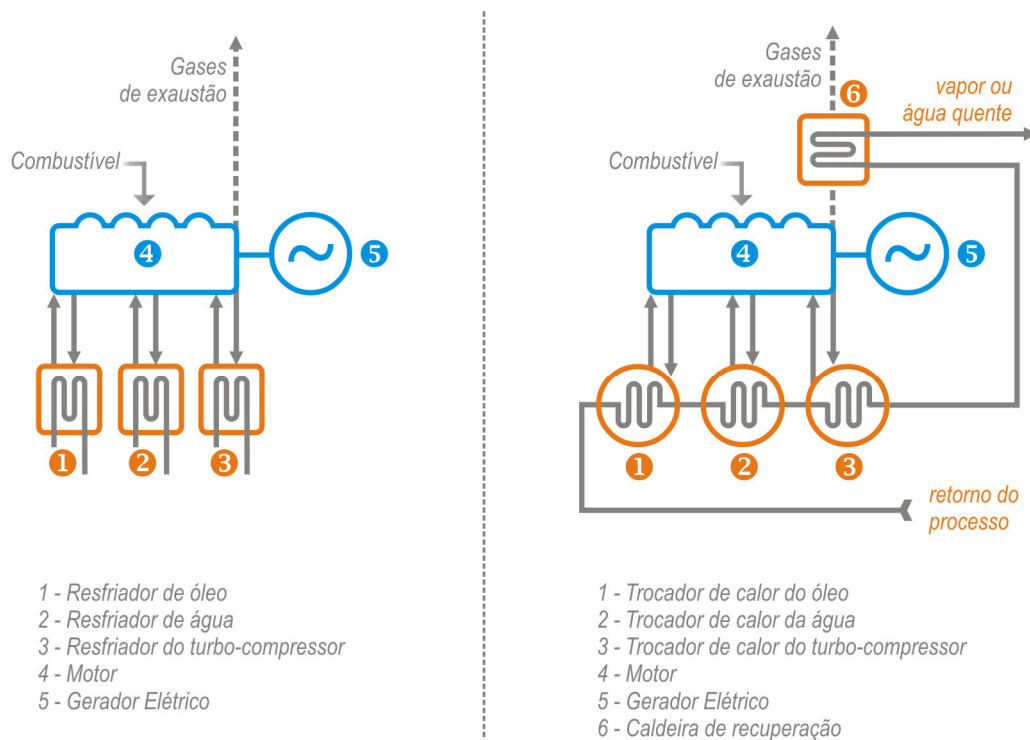 Gases
de exaustão
Combustível
4
5
1
2
3
1 - Resfriador de óleo
2 - Resfriador de água
3 - Resfriador do turbo-compressor
4 - Motor
5 - Gerador Elétrico
Gases
de exaustão
6
vapor ou
água quente
Combustível
4
5
1
2
3
retorno do
processo
1 - Trocador de calor do óleo
2 - Trocador de calor da água
3 - Trocador de calor do turbo-compressor
4 - Motor
5 - Gerador Elétrico
6 - Caldeira de recuperação